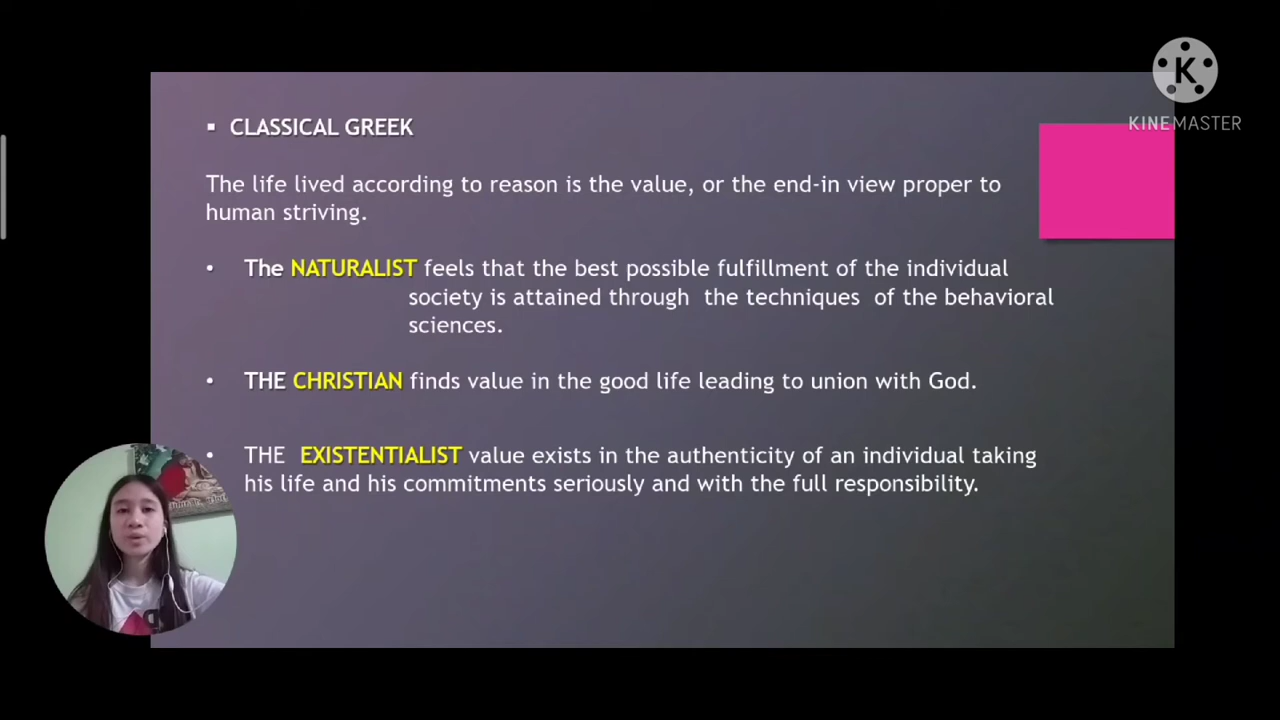 K
KINEMASTER
▪ CLASSICAL GREEK
The life lived according to reason is the value, or the end-in view proper to
human striving.
• The NATURALIST feels that the best possible fulfillment of the individual
society is attained through the techniques of the behavioral
sciences.
• THE CHRISTIAN finds value in the good life leading to union with God.
• THE EXISTENTIALIST value exists in the authenticity of an individual taking
his life and his commitments seriously and with the full responsibility.